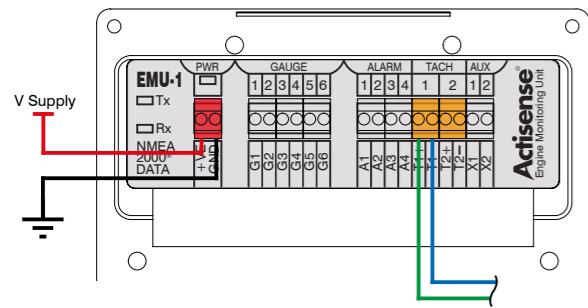 PWR GAUGE ALARM TACH AUX
EMU-1
1 2 3 4 5 6 1 2 3 4 1 2 1 2
Tx
V Supply
Rx
NMEA
2000®
DATA
+VE
GND
G1
G2
G3
G4
G5
G6
A1
A2
A3
A4
T1+
T1-
T2+
T2-
X1
X2
Actisense®
Engine Monitoring Unit